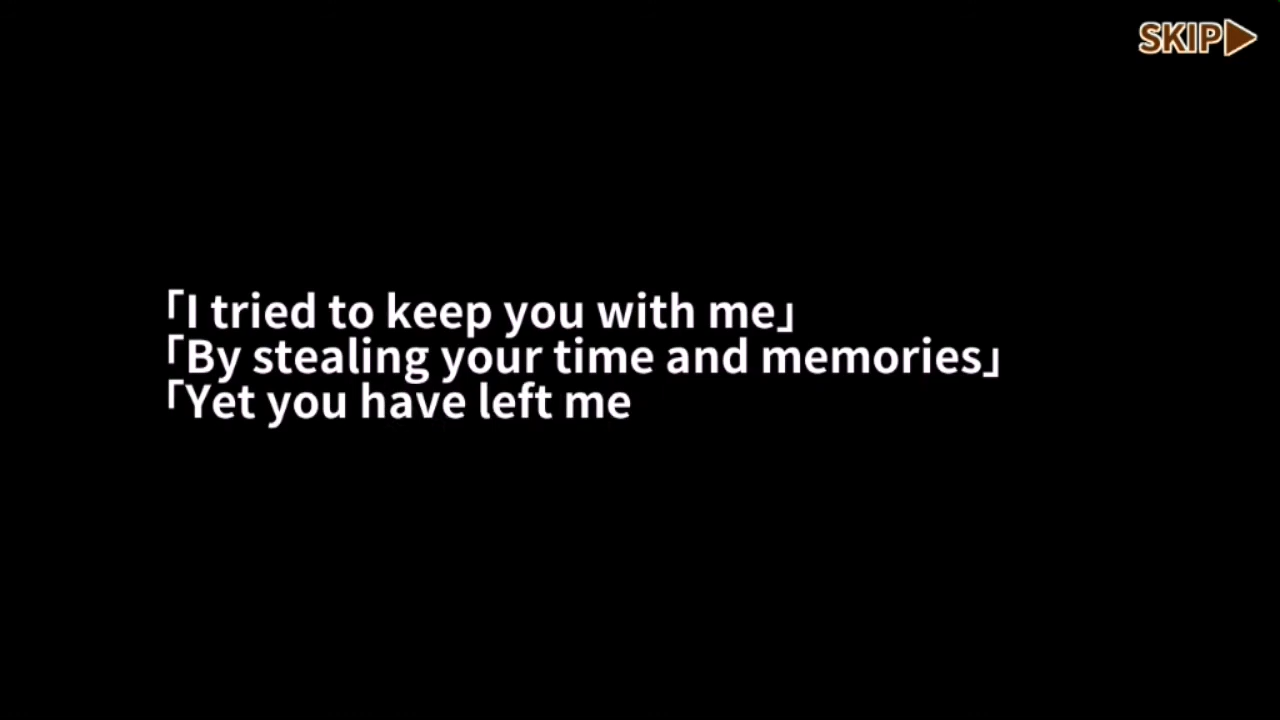 SKIP
「I tried to keep you with me」
「By stealing your time and memories」
「Yet you have left me